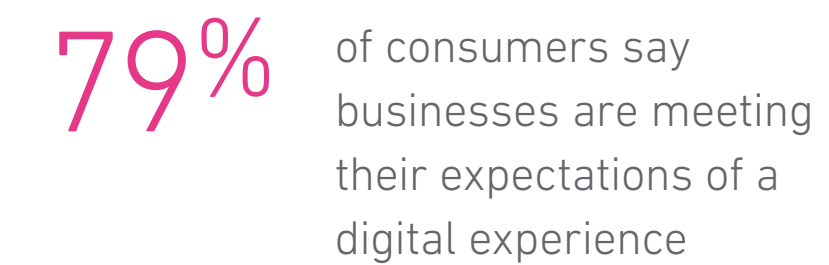 79%
of consumers say
businesses are meeting
their expectations of a
digital experience